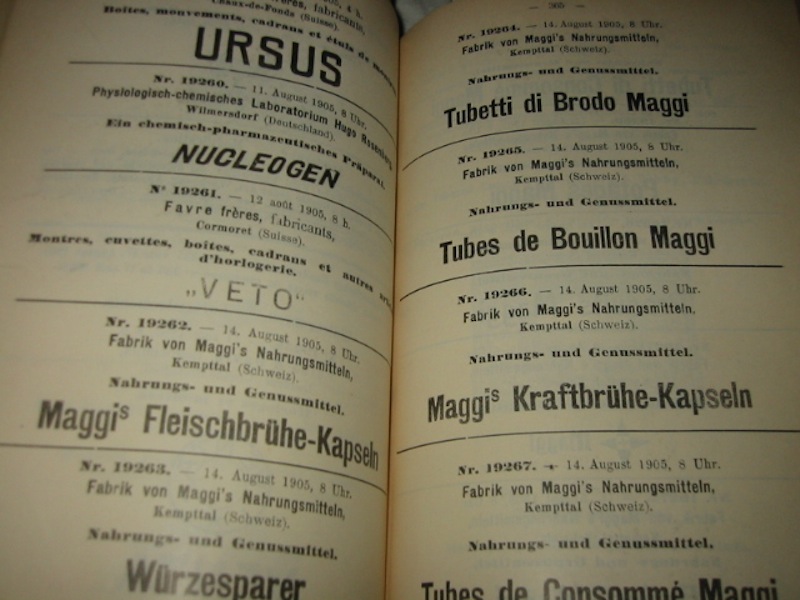 Chaux-de-Fonds (Suisse).
Boîtes, mouvements, cadrans et étuis de
URSUS
Nr. 19260. — 11. August 1905, 8 Uhr.
Physiologisch-chemisches Laboratorium Hugo Rosenberg
Wilmersdorf (Deutschland).
Ein chemisch-pharmazeutisches Präparat.
NUCLEOGEN
N° 19261. — 12 août 1905, 8 h.
Favre frères, fabricants,
Cormoret (Suisse).
Montres, cuvettes, boîtes, cadrans et autres
d'horlogerie.
„VETO“
Nr. 19262. — 14. August 1905, 8 Uhr.
Fabrik von Maggi's Nahrungsmitteln,
Kempttal (Schweiz).
Nahrungs- und Genussmittel.
Maggis Fleischbrühe-Kapseln
Nr. 19263. — 14. August 1905, 8 Uhr.
Fabrik von Maggi's Nahrungsmitteln,
Kempttal (Schweiz).
Nahrungs- und Genussmittel.
Würzesparer
— 365 —
Nr. 19264. — 14. August 1905, 8 Uhr.
Fabrik von Maggi's Nahrungsmitteln,
Kempttal (Schweiz).
Nahrungs- und Genussmittel.
Tubetti di Brodo Maggi
Nr. 19265. — 14. August 1905, 8 Uhr.
Fabrik von Maggi's Nahrungsmitteln,
Kempttal (Schweiz).
Nahrungs- und Genussmittel.
Tubes de Bouillon Maggi
Nr. 19266. — 14. August 1905, 8 Uhr.
Fabrik von Maggi's Nahrungsmitteln,
Kempttal (Schweiz).
Nahrungs- und Genussmittel.
Maggis Kraftbrühe-Kapseln
Nr. 19267. — 14. August 1905, 8 Uhr.
Fabrik von Maggi's Nahrungsmitteln,
Kempttal (Schweiz).
Nahrungs- und Genussmittel.
Tubes de Consommé Maggi